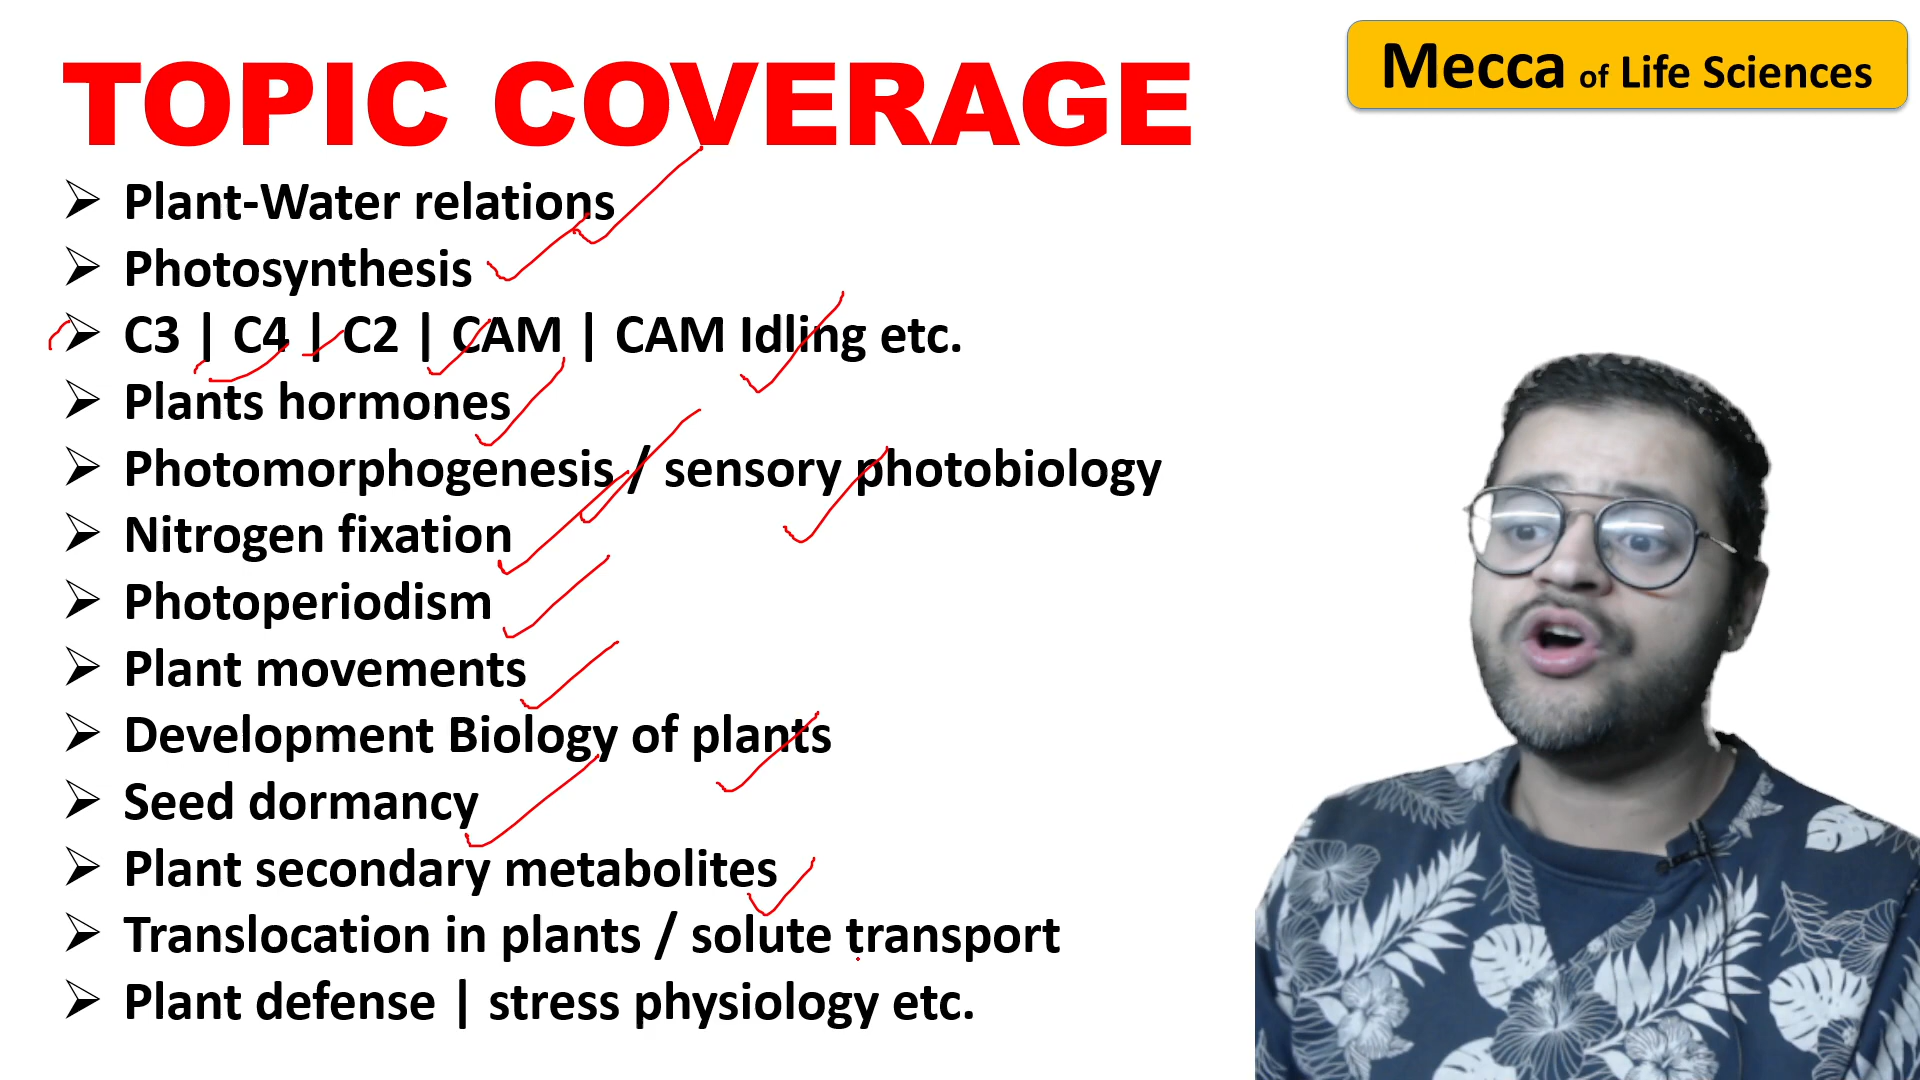 TOPIC COVERAGE
Mecca of Life Sciences
Plant-Water relations
Photosynthesis
C3 | C4 | C2 | CAM | CAM Idling etc.
Plants hormones
Photomorphogenesis / sensory photobiology
Nitrogen fixation
Photoperiodism
Plant movements
Development Biology of plants
Seed dormancy
Plant secondary metabolites
Translocation in plants / solute transport
Plant defense | stress physiology etc.